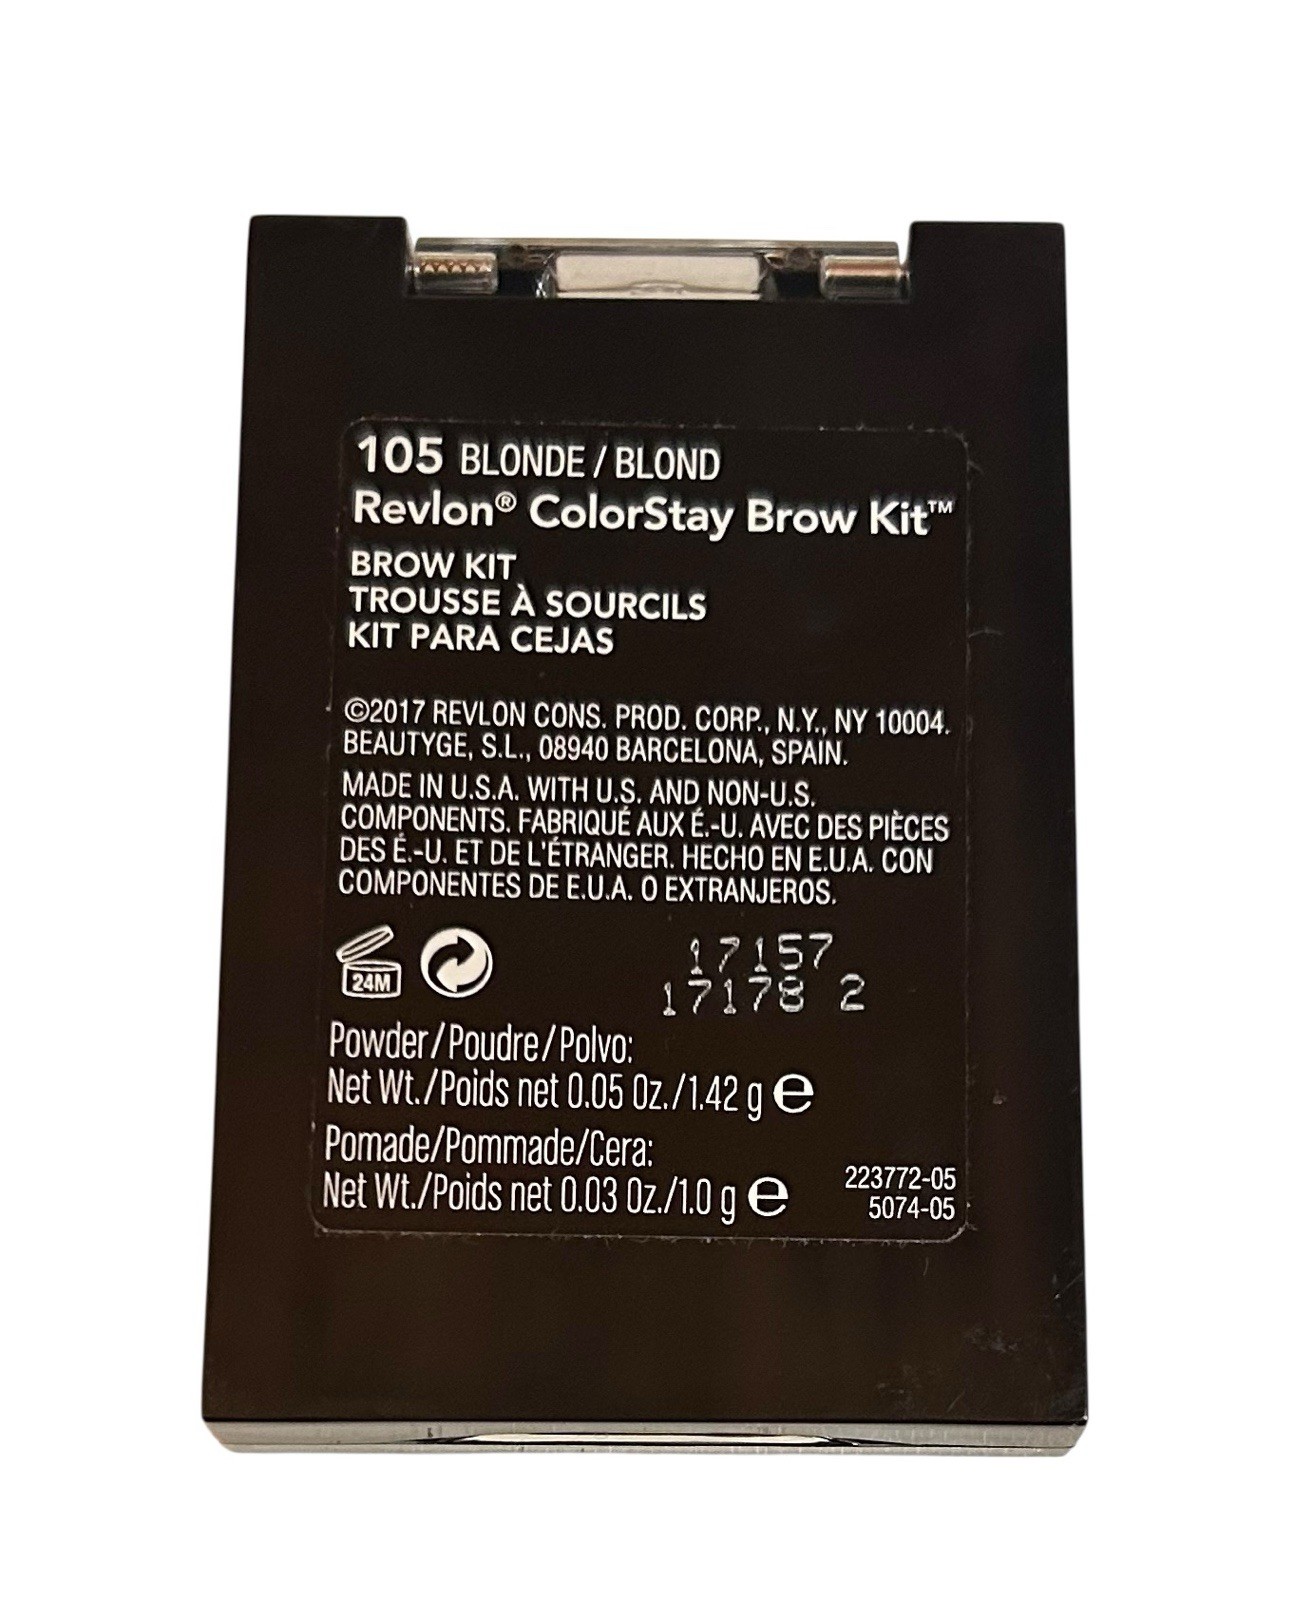 105 BLONDE / BLOND
Revlon® ColorStay Brow Kit™
BROW KIT
TROUSSE À SOURCILS
KIT PARA CEJAS
©2017 REVLON CONS. PROD. CORP., N.Y., NY 10004.
BEAUTYGE, S.L., 08940 BARCELONA, SPAIN.
MADE IN U.S.A. WITH U.S. AND NON-U.S.
COMPONENTS. FABRIQUÉ AUX É.-U. AVEC DES PIÈCES
DES É.-U. ET DE L'ÉTRANGER. HECHO EN E.U.A. CON
COMPONENTES DE E.U.A. O EXTRANJEROS.
24M
17157
17178 2
Powder/Poudre/Polvo:
Net Wt./Poids net 0.05 Oz./1.42 g e
Pomade/Pommade/Cera:
Net Wt./Poids net 0.03 Oz./1.0 g e
223772-05
5074-05